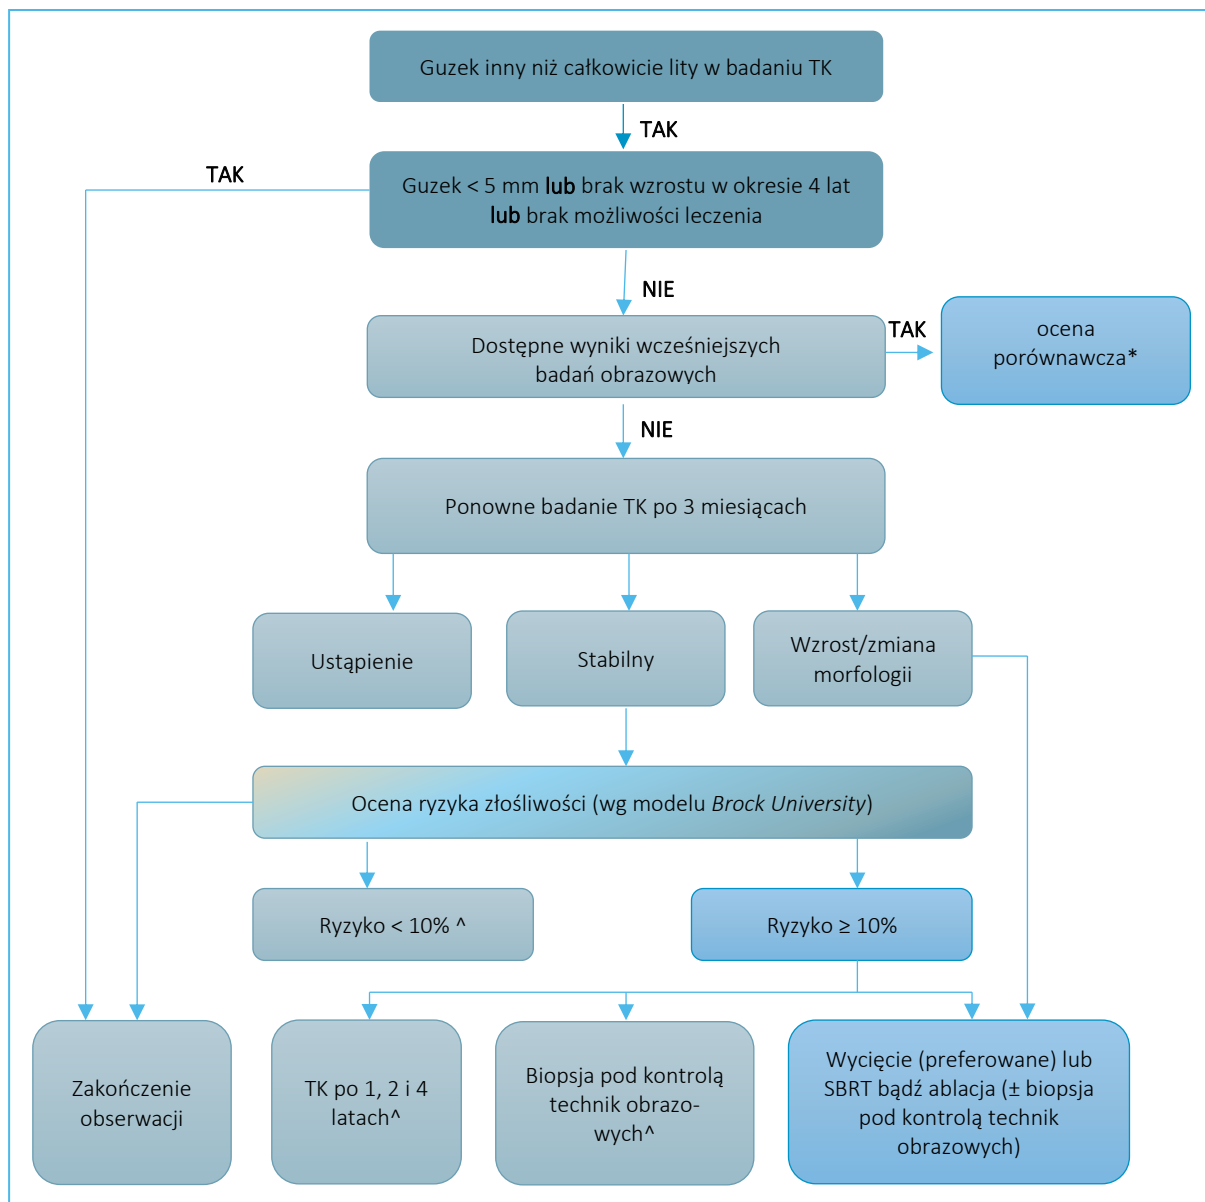 Guzek inny niż całkowicie lity w badaniu TK
TAK
TAK
Guzek < 5 mm lub brak wzrostu w okresie 4 lat
lub brak możliwości leczenia
NIE
Dostępne wyniki wcześniejszych
badań obrazowych
TAK
ocena
porównawcza*
NIE
Ponowne badanie TK po 3 miesiącach
Ustąpienie
Stabilny
Wzrost/zmiana
morfologii
Ocena ryzyka złośliwości (wg modelu Brock University)
Ryzyko < 10% ^
Ryzyko ≥ 10%
Zakończenie
obserwacji
TK po 1, 2 i 4
latach^
Biopsja pod kontrolą
technik obrazo-
wych^
Wycięcie (preferowane) lub
SBRT bądź ablacja (± biopsja
pod kontrolą technik
obrazowych)